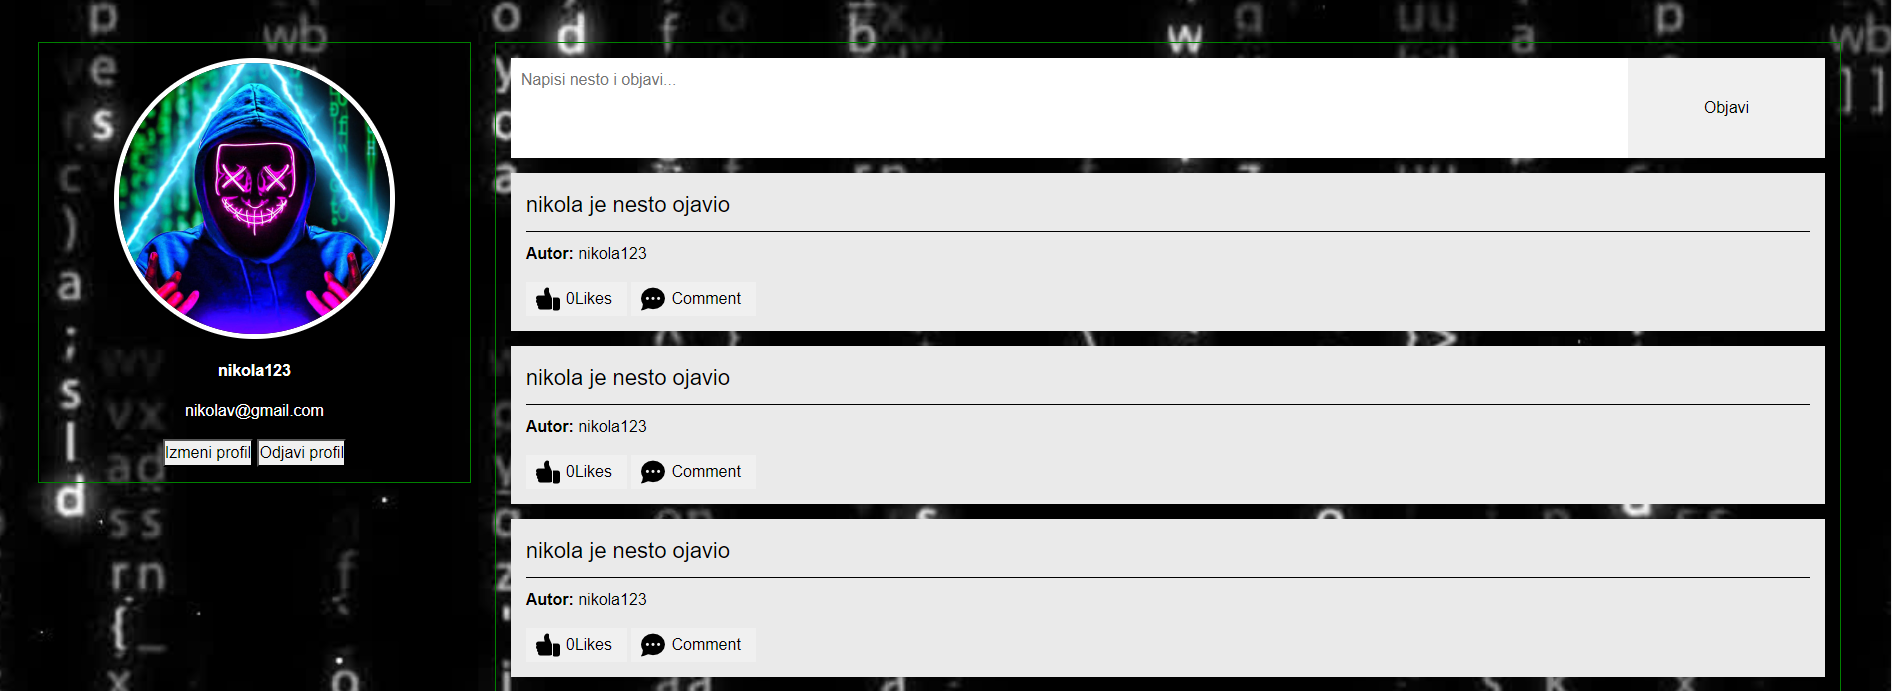 nikola123
nikolav@gmail.com
Izmeni profil Odjavi profil
Napisi nesto i objavi...
Objavi
nikola je nesto ojavio
Autor: nikola123
0Likes Comment
nikola je nesto ojavio
Autor: nikola123
0Likes Comment
nikola je nesto ojavio
Autor: nikola123
0Likes Comment